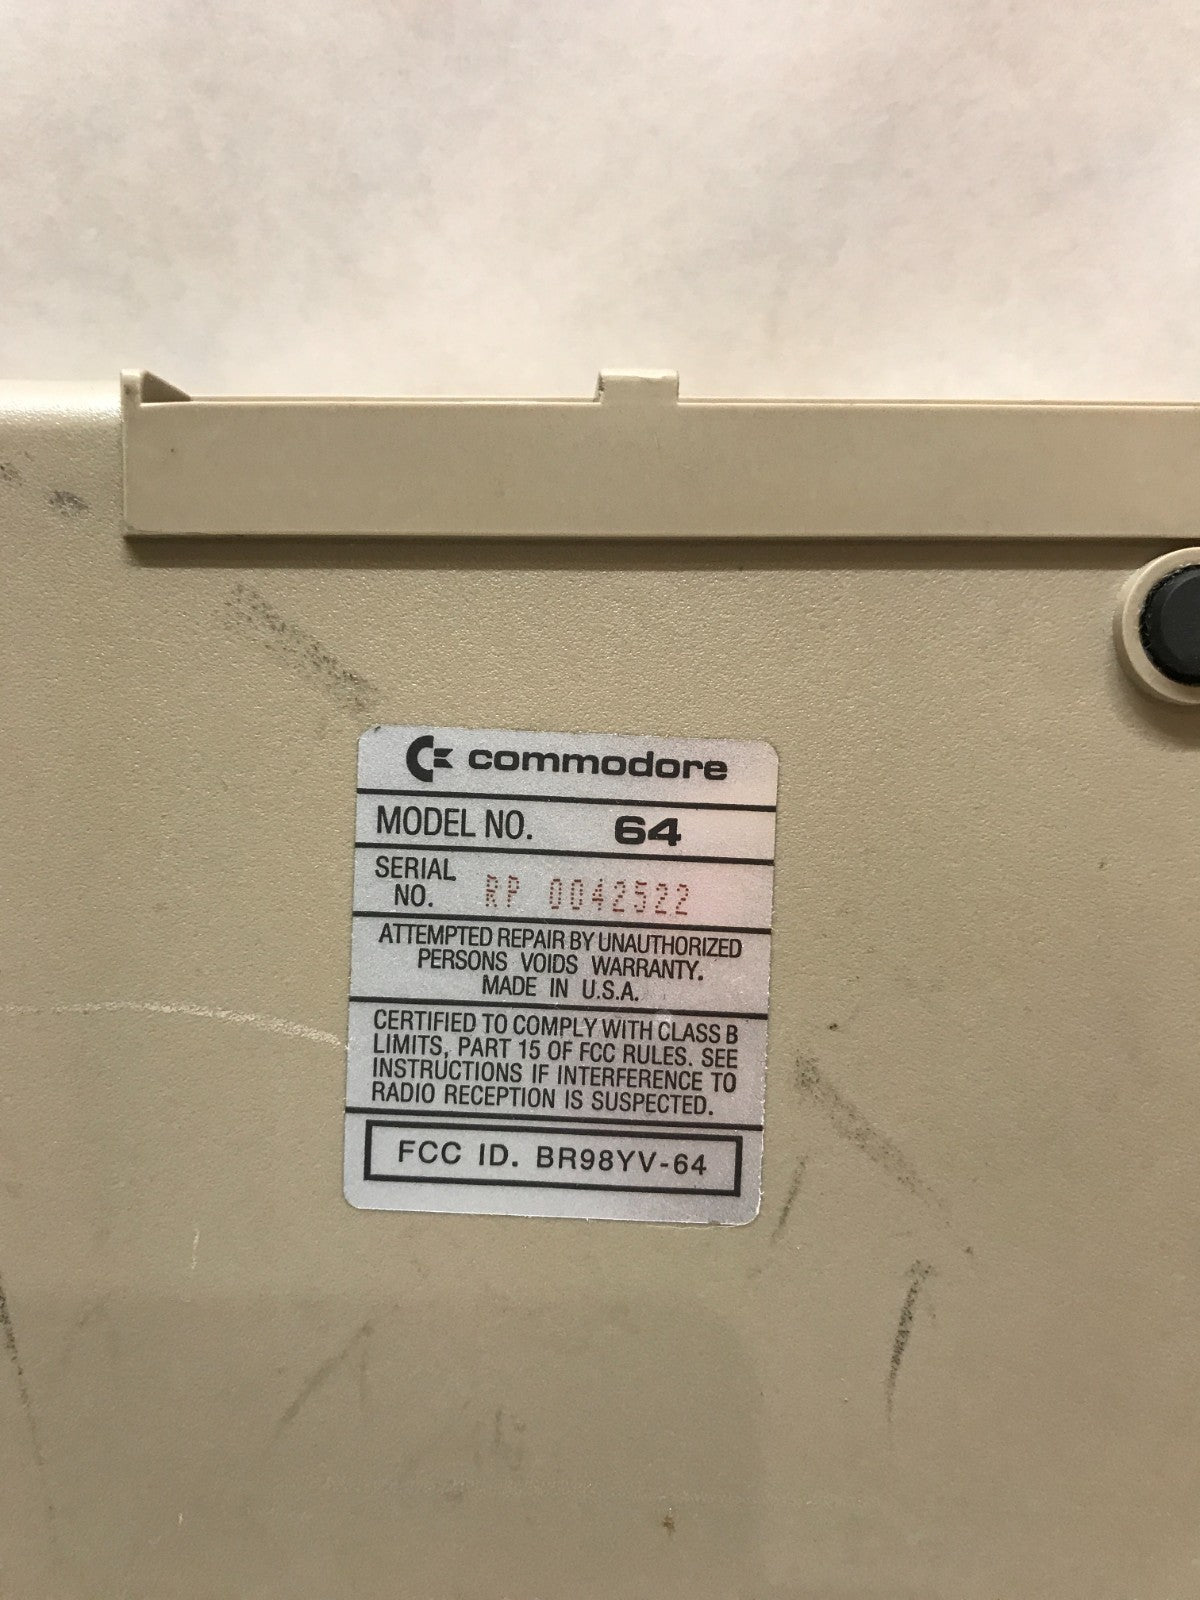 commodore
MODEL NO. 64
SERIAL
NO. RP 0042522
ATTEMPTED REPAIR BY UNAUTHORIZED
PERSONS VOIDS WARRANTY.
MADE IN U.S.A.
CERTIFIED TO COMPLY WITH CLASS B
LIMITS, PART 15 OF FCC RULES. SEE
INSTRUCTIONS IF INTERFERENCE TO
RADIO RECEPTION IS SUSPECTED.
FCC ID. BR98YV-64